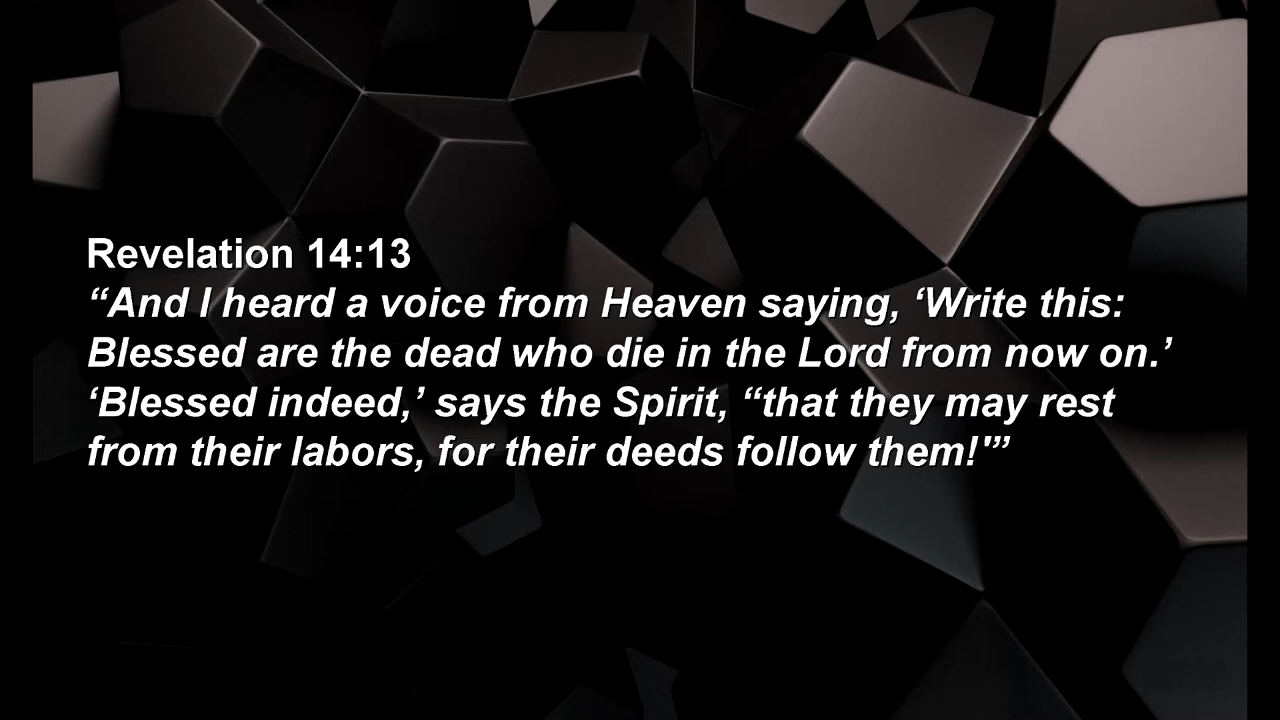 Revelation 14:13
“And I heard a voice from Heaven saying, ‘Write this:
Blessed are the dead who die in the Lord from now on.’
‘Blessed indeed,’ says the Spirit, “that they may rest
from their labors, for their deeds follow them!'”